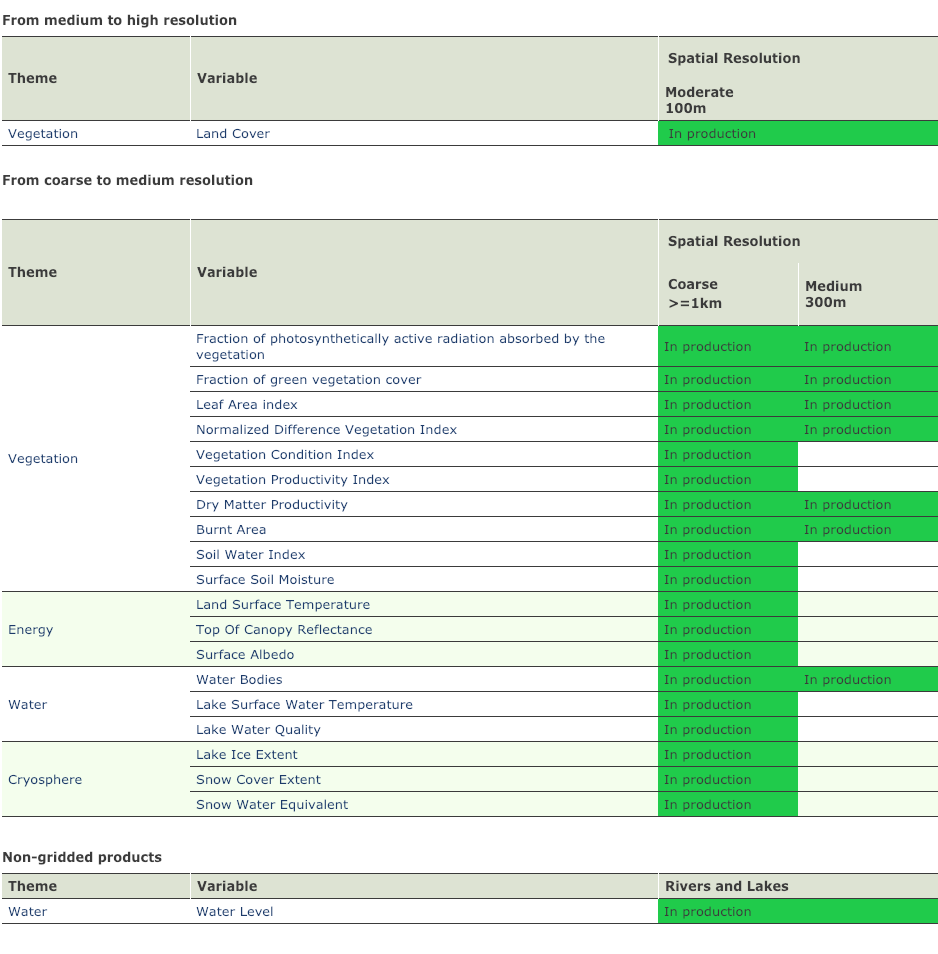 From medium to high resolution
Theme Variable Spatial Resolution
Moderate
100m
Vegetation Land Cover In production
From coarse to medium resolution
Theme Variable Spatial Resolution
Coarse Medium
>=1km 300m
Vegetation
Fraction of photosynthetically active radiation absorbed by the
vegetation In production In production
Fraction of green vegetation cover In production In production
Leaf Area index In production In production
Normalized Difference Vegetation Index In production In production
Vegetation Condition Index In production
Vegetation Productivity Index In production
Dry Matter Productivity In production In production
Burnt Area In production In production
Soil Water Index In production
Surface Soil Moisture In production
Energy
Land Surface Temperature In production
Top Of Canopy Reflectance In production
Surface Albedo In production
Water
Water Bodies In production In production
Lake Surface Water Temperature In production
Lake Water Quality In production
Cryosphere
Lake Ice Extent In production
Snow Cover Extent In production
Snow Water Equivalent In production
Non-gridded products
Theme Variable Rivers and Lakes
Water Water Level In production